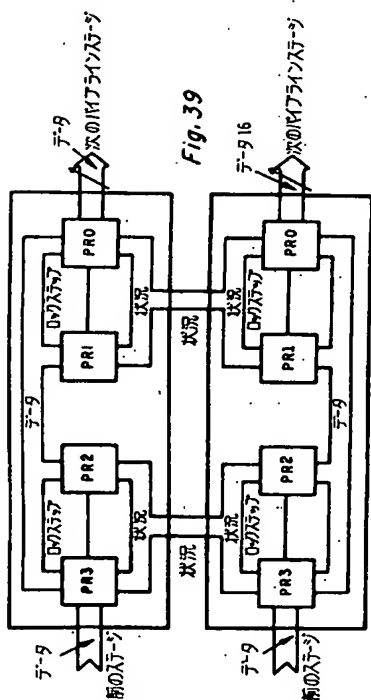 データ
次のパイプラインステージ
PR0
ロックステップ
PR1
状況
データ
PR2
ロックステップ
PR3
状況
データ
前のステージ
状況
状況
Fig. 39
データ 16
次のパイプラインステージ
PR0
ロックステップ
PR1
状況
データ
PR2
ロックステップ
PR3
状況
データ
前のステージ